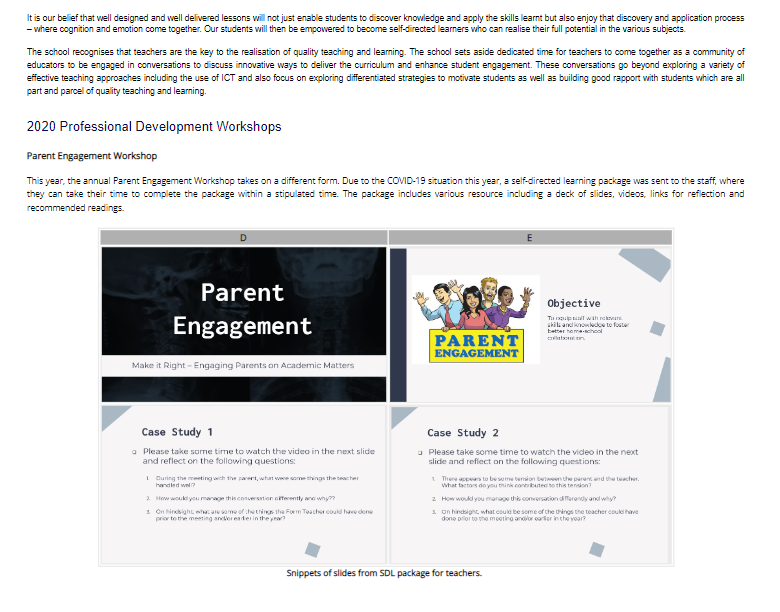 It is our belief that well designed and well delivered lessons will not just enable students to discover knowledge and apply the skills learnt but also enjoy that discovery and application process
– where cognition and emotion come together. Our students will then be empowered to become self-directed learners who can realise their full potential in the various subjects.
The school recognises that teachers are the key to the realisation of quality teaching and learning. The school sets aside dedicated time for teachers to come together as a community of
educators to be engaged in conversations to discuss innovative ways to deliver the curriculum and enhance student engagement. These conversations go beyond exploring a variety of
effective teaching approaches including the use of ICT and also focus on exploring differentiated strategies to motivate students as well as building good rapport with students which are all
part and parcel of quality teaching and learning.
2020 Professional Development Workshops
Parent Engagement Workshop
This year, the annual Parent Engagement Workshop takes on a different form. Due to the COVID-19 situation this year, a self-directed learning package was sent to the staff, where
they can take their time to complete the package within a stipulated time. The package includes various resource including a deck of slides, videos, links for reflection and
recommended readings.
D
E
Parent
Engagement
Make it Right – Engaging Parents on Academic Matters
PARENT
ENGAGEMENT
Objective
To equip staff with relevant
skills and knowledge to foster
better home-school
collaboration.
Case Study 1
Please take some time to watch the video in the next slide
and reflect on the following questions:
1. During the meeting with the parent, what were some things the teacher
handled well?
2. How would you manage this conversation differently and why??
3. On hindsight, what are some of the things the Form Teacher could have done
prior to the meeting and/or earlier in the year?
Case Study 2
Please take some time to watch the video in the next
slide and reflect on the following questions:
1. There appears to be some tension between the parent and the teacher.
What factors do you think contributed to this tension?
2. How would you manage this conversation differently and why?
3. On hindsight, what could be some of the things the teacher could have
done prior to the meeting and/or earlier in the year?
Snippets of slides from SDL package for teachers.